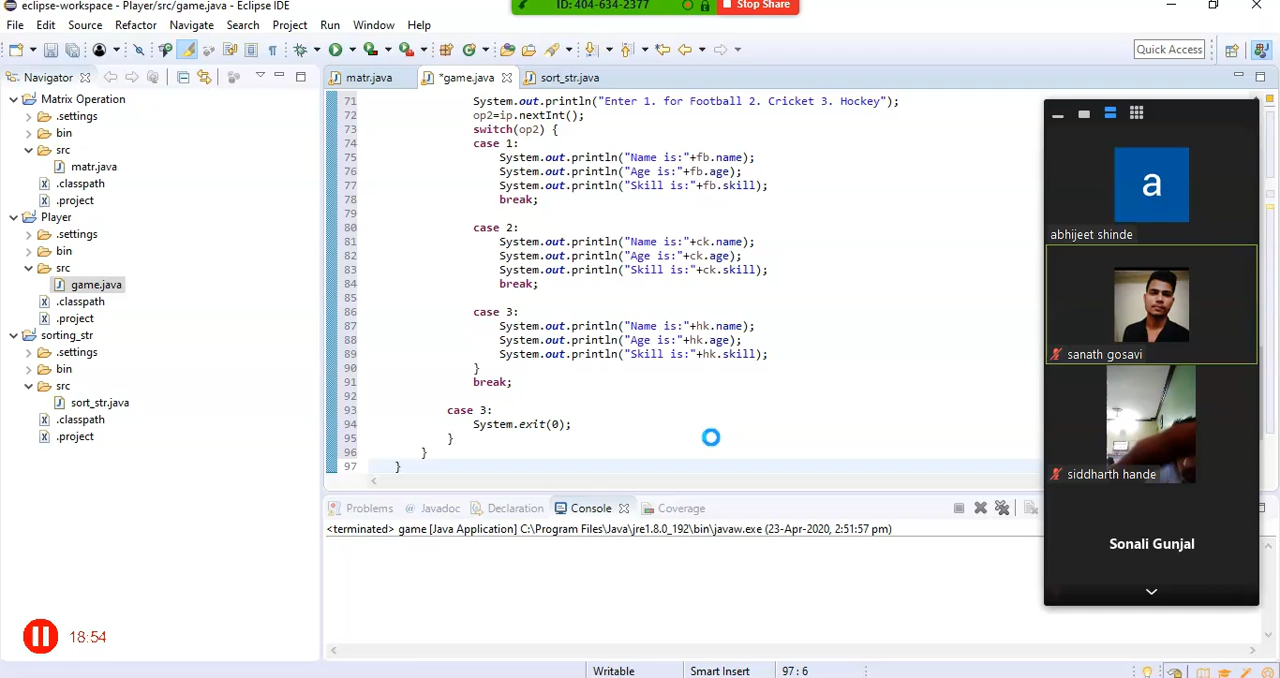 eclipse-workspace - Player/src/game.java - Eclipse IDE
ID: 404-634-2377
Stop Share
File Edit Source Refactor Navigate Search Project Run Window Help
Quick Access
Navigator
Matrix Operation
.settings
bin
src
matr.java
.classpath
.project
Player
.settings
bin
src
game.java
.classpath
.project
sorting_str
.settings
bin
src
sort_str.java
.classpath
.project
matr.java
*game.java
sort_str.java
71 System.out.println("Enter 1. for Football 2. Cricket 3. Hockey");
72 op2=ip.nextInt();
73 switch(op2) {
74 case 1:
75 System.out.println("Name is:"+fb.name);
76 System.out.println("Age is:"+fb.age);
77 System.out.println("Skill is:"+fb.skill);
78 break;
79
80 case 2:
81 System.out.println("Name is:"+ck.name);
82 System.out.println("Age is:"+ck.age);
83 System.out.println("Skill is:"+ck.skill);
84 break;
85
86 case 3:
87 System.out.println("Name is:"+hk.name);
88 System.out.println("Age is:"+hk.age);
89 System.out.println("Skill is:"+hk.skill);
90 }
91 break;
92
93 case 3:
94 System.exit(0);
95 }
96 }
97 }
a
abhijeet shinde
sanath gosavi
siddharth hande
Sonali Gunjal
Problems @ Javadoc Declaration Console Coverage
<terminated> game [Java Application] C:\Program Files\Java\jre1.8.0_192\bin\javaw.exe (23-Apr-2020, 2:51:57 pm)
18:54
Writable Smart Insert 97 : 6